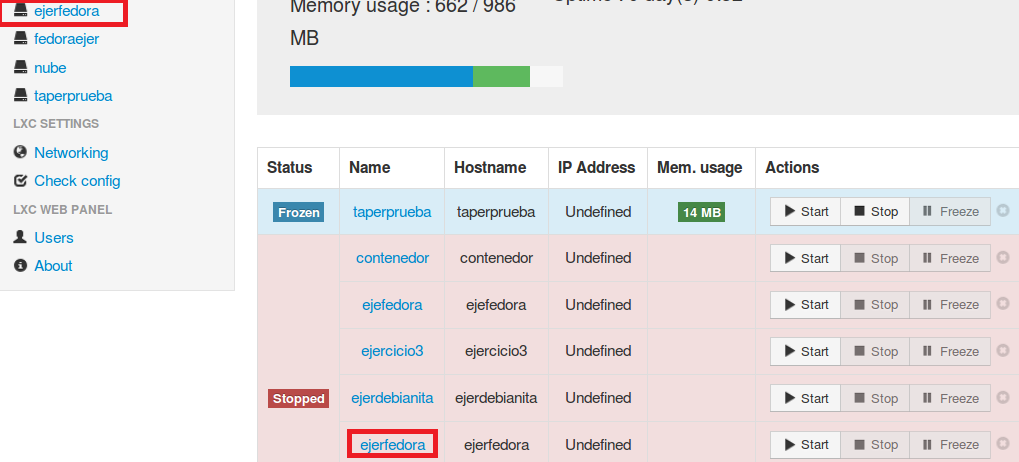 ejerfedora
fedoraejer
nube
taperprueba
LXC SETTINGS
Networking
Check config
LXC WEB PANEL
Users
About
Memory usage : 662 / 986
MB
Status Name Hostname IP Address Mem. usage Actions
Frozen taperprueba taperprueba Undefined 14 MB Start Stop Freeze
contenedor contenedor Undefined Start Stop Freeze
ejefedora ejefedora Undefined Start Stop Freeze
ejercicio3 ejercicio3 Undefined Start Stop Freeze
Stopped ejerdebianita ejerdebianita Undefined Start Stop Freeze
ejerfedora ejerfedora Undefined Start Stop Freeze